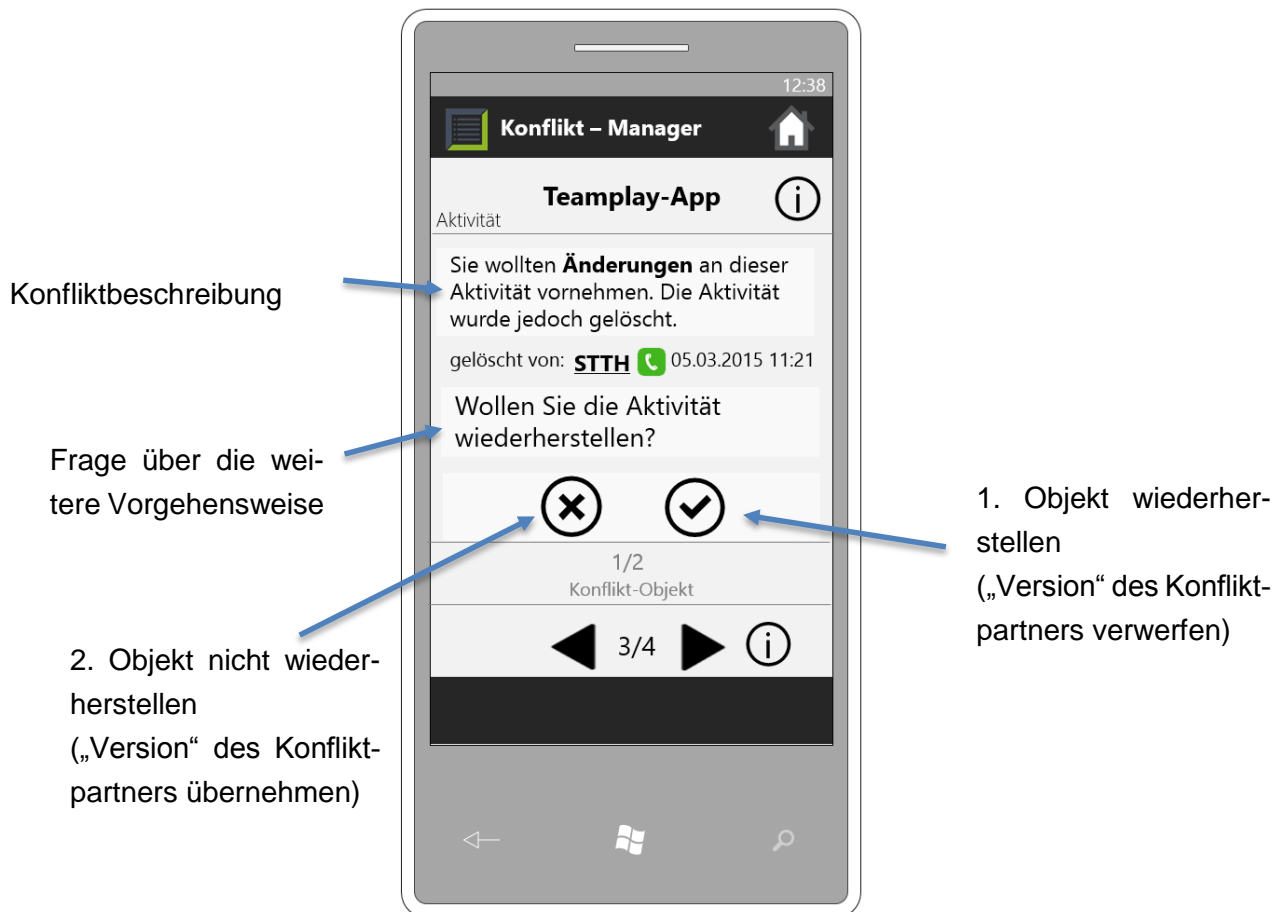 12:38
Konflikt – Manager
Teamplay-App
Aktivität
Sie wollten Änderungen an dieser
Aktivität vornehmen. Die Aktivität
wurde jedoch gelöscht.
gelöscht von: STTH 05.03.2015 11:21
Wollen Sie die Aktivität
wiederherstellen?
1/2
Konflikt-Objekt
3/4
Konfliktbeschreibung
Frage über die wei-
tere Vorgehensweise
2. Objekt nicht wieder-
herstellen
(„Version“ des Konflikt-
partners übernehmen)
1. Objekt wiederher-
stellen
(„Version“ des Konflikt-
partners verwerfen)